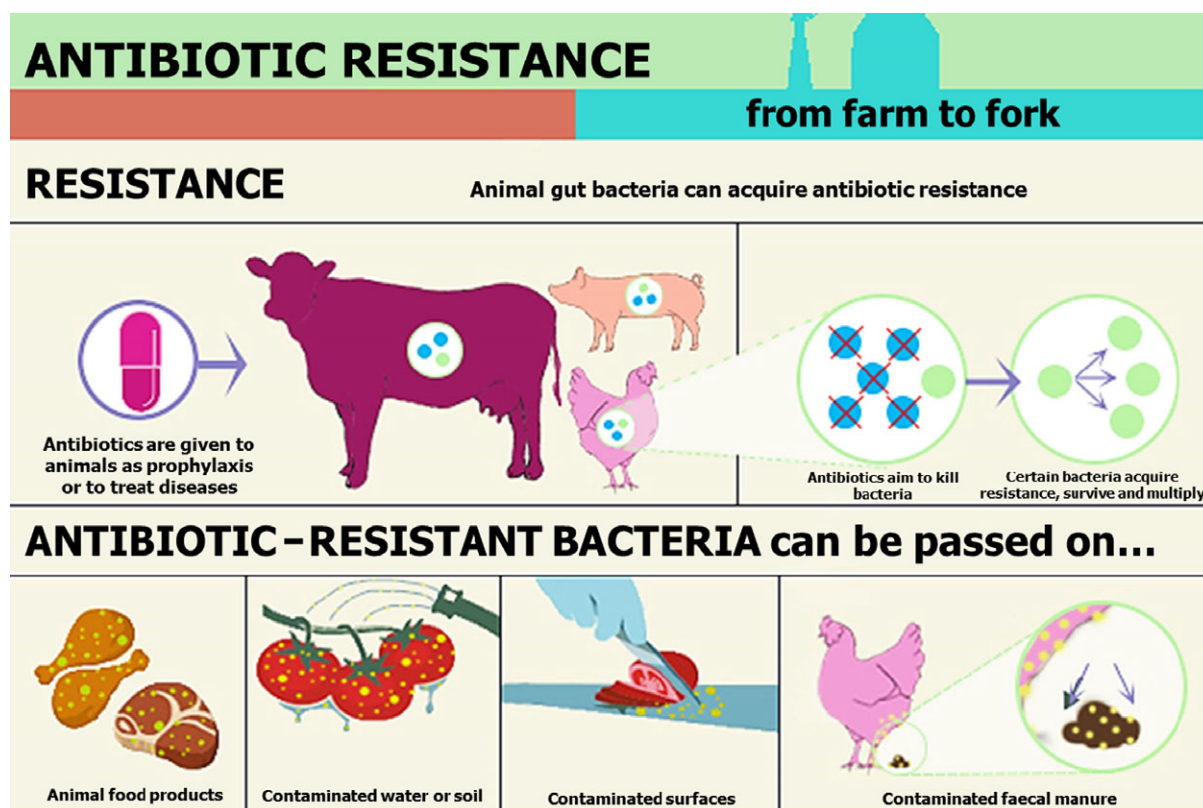 ANTIBIOTIC RESISTANCE
from farm to fork
RESISTANCE
Animal gut bacteria can acquire antibiotic resistance
Antibiotics are given to
animals as prophylaxis
or to treat diseases
Antibiotics aim to kill
bacteria
Certain bacteria acquire
resistance, survive and multiply
ANTIBIOTIC-RESISTANT BACTERIA can be passed on...
Animal food products
Contaminated water or soil
Contaminated surfaces
Contaminated faecal manure